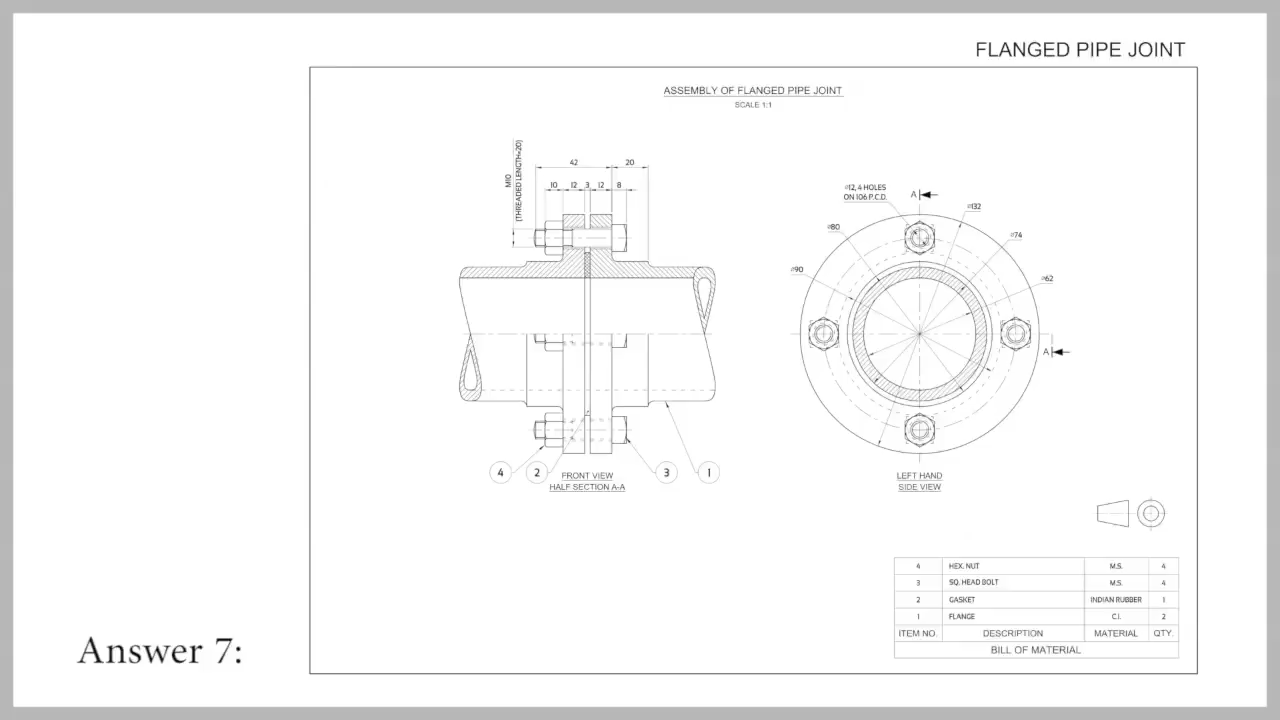 FLANGED PIPE JOINT
ASSEMBLY OF FLANGED PIPE JOINT
SCALE 1:1
M10
(THREADED LENGTH=20)
42 20
10 12 3 12 8
⌀12, 4 HOLES
ON 106 P.C.D.
A
⌀132
⌀80
⌀74
⌀90
⌀62
A
4 2 3 1
FRONT VIEW
HALF SECTION A-A
LEFT HAND
SIDE VIEW
4 HEX. NUT M.S. 4
3 SQ. HEAD BOLT M.S. 4
2 GASKET INDIAN RUBBER 1
1 FLANGE C.I. 2
ITEM NO. DESCRIPTION MATERIAL QTY.
BILL OF MATERIAL
Answer 7: